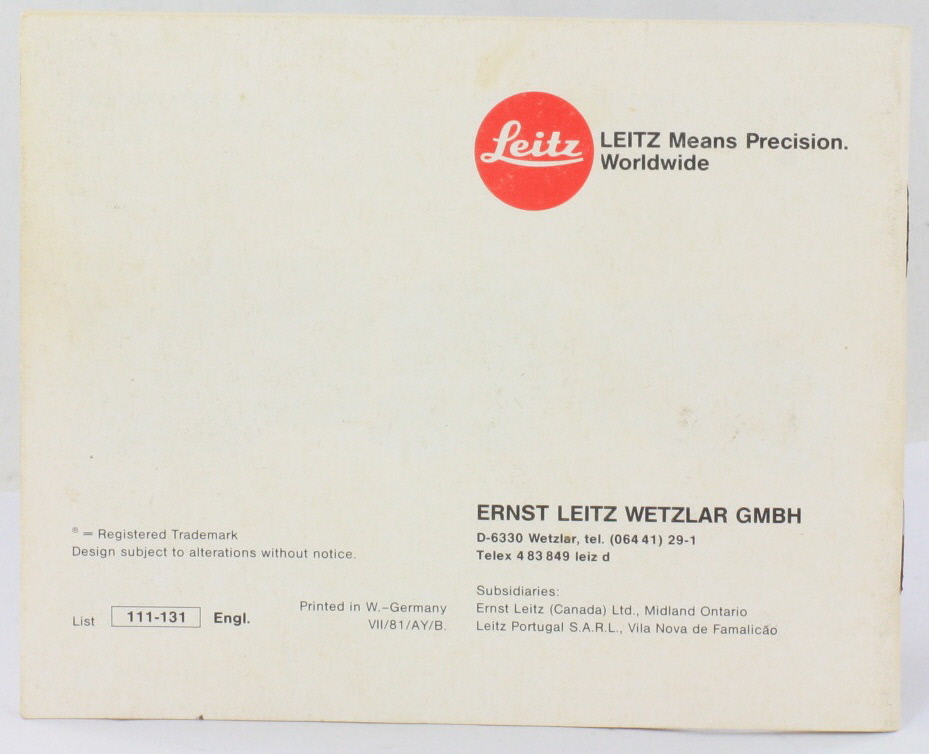 Leitz
LEITZ Means Precision.
Worldwide
® = Registered Trademark
Design subject to alterations without notice.
List 111-131 Engl.
Printed in W.-Germany
VII/81/AY/B.
ERNST LEITZ WETZLAR GMBH
D-6330 Wetzlar, tel. (064 41) 29-1
Telex 4 83 849 leiz d
Subsidiaries:
Ernst Leitz (Canada) Ltd., Midland Ontario
Leitz Portugal S.A.R.L., Vila Nova de Famalicão